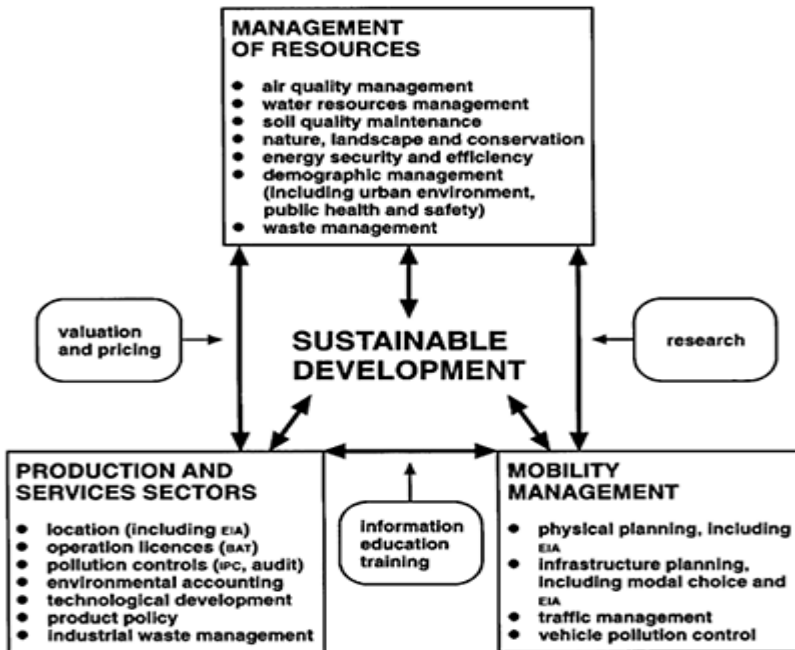 MANAGEMENT
OF RESOURCES
● air quality management
● water resources management
● soil quality maintenance
● nature, landscape and conservation
● energy security and efficiency
● demographic management
(including urban environment,
public health and safety)
● waste management
valuation
and pricing
SUSTAINABLE
DEVELOPMENT
research
PRODUCTION AND
SERVICES SECTORS
● location (including EIA)
● operation licences (BAT)
● pollution controls (IPC, audit)
● environmental accounting
● technological development
● product policy
● industrial waste management
information
education
training
MOBILITY
MANAGEMENT
● physical planning, including
EIA
● infrastructure planning,
including modal choice and
EIA
● traffic management
● vehicle pollution control